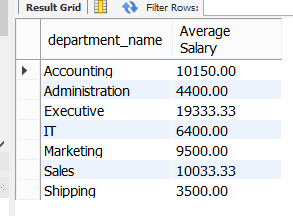 Result Grid Filter Rows:
department_name Average Salary
Accounting 10150.00
Administration 4400.00
Executive 19333.33
IT 6400.00
Marketing 9500.00
Sales 10033.33
Shipping 3500.00